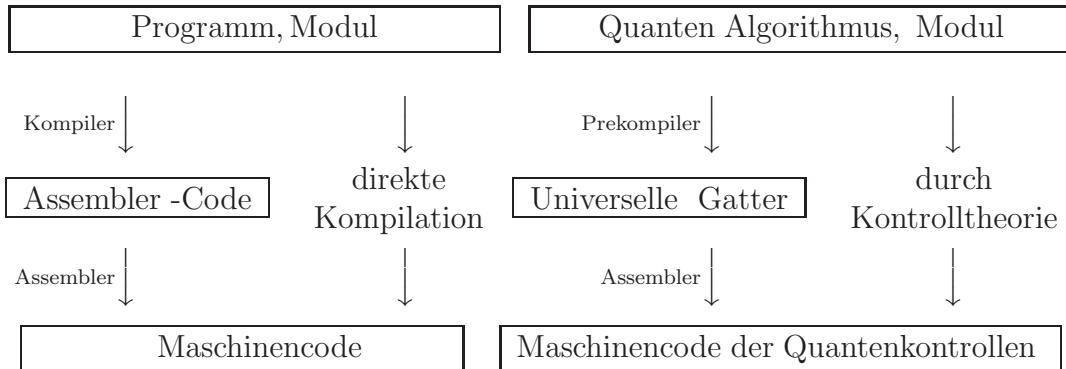 Programm, Modul
Quanten Algorithmus, Modul
Kompiler
Prekompiler
Assembler -Code
direkte
Kompilation
Universelle Gatter
durch
Kontrolltheorie
Assembler
Assembler
Maschinencode
Maschinencode der Quantenkontrollen